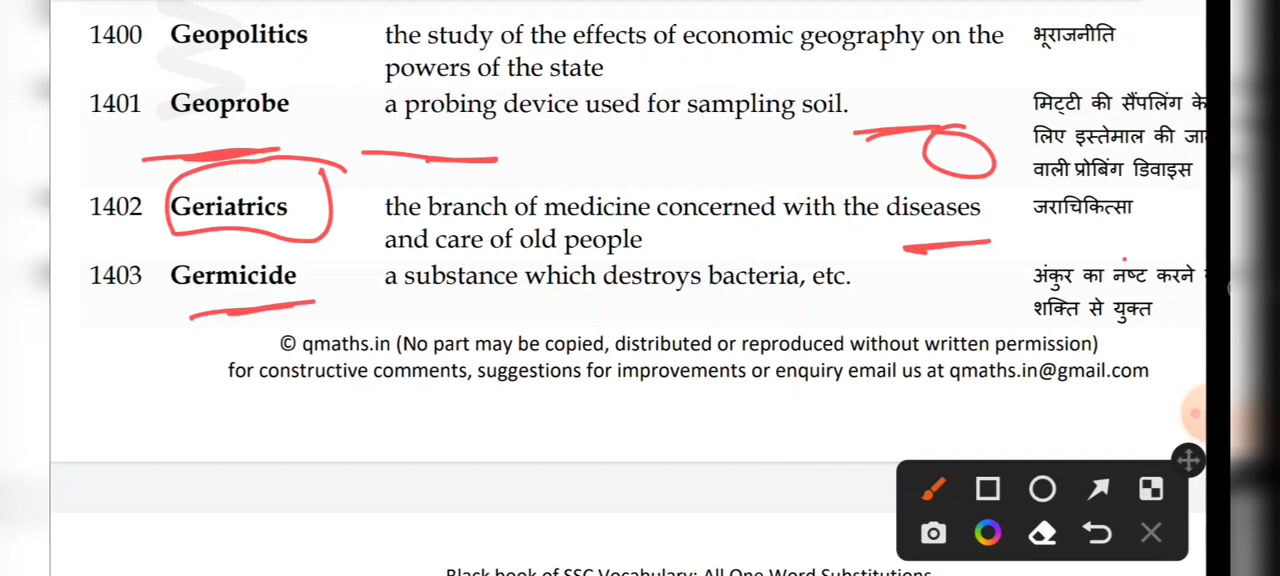 1400 Geopolitics the study of the effects of economic geography on the भूराजनीति
powers of the state
1401 Geoprobe a probing device used for sampling soil. मिट्टी की सैंपलिंग के
लिए इस्तेमाल की जा
वाली प्रोबिंग डिवाइस
1402 Geriatrics the branch of medicine concerned with the diseases जराचिकित्सा
and care of old people
1403 Germicide a substance which destroys bacteria, etc. अंकुर का नष्ट करने
शक्ति से युक्त
© qmaths.in (No part may be copied, distributed or reproduced without written permission)
for constructive comments, suggestions for improvements or enquiry email us at qmaths.in@gmail.com
Black book of SSC Vocabulary: All One Word Substitutions